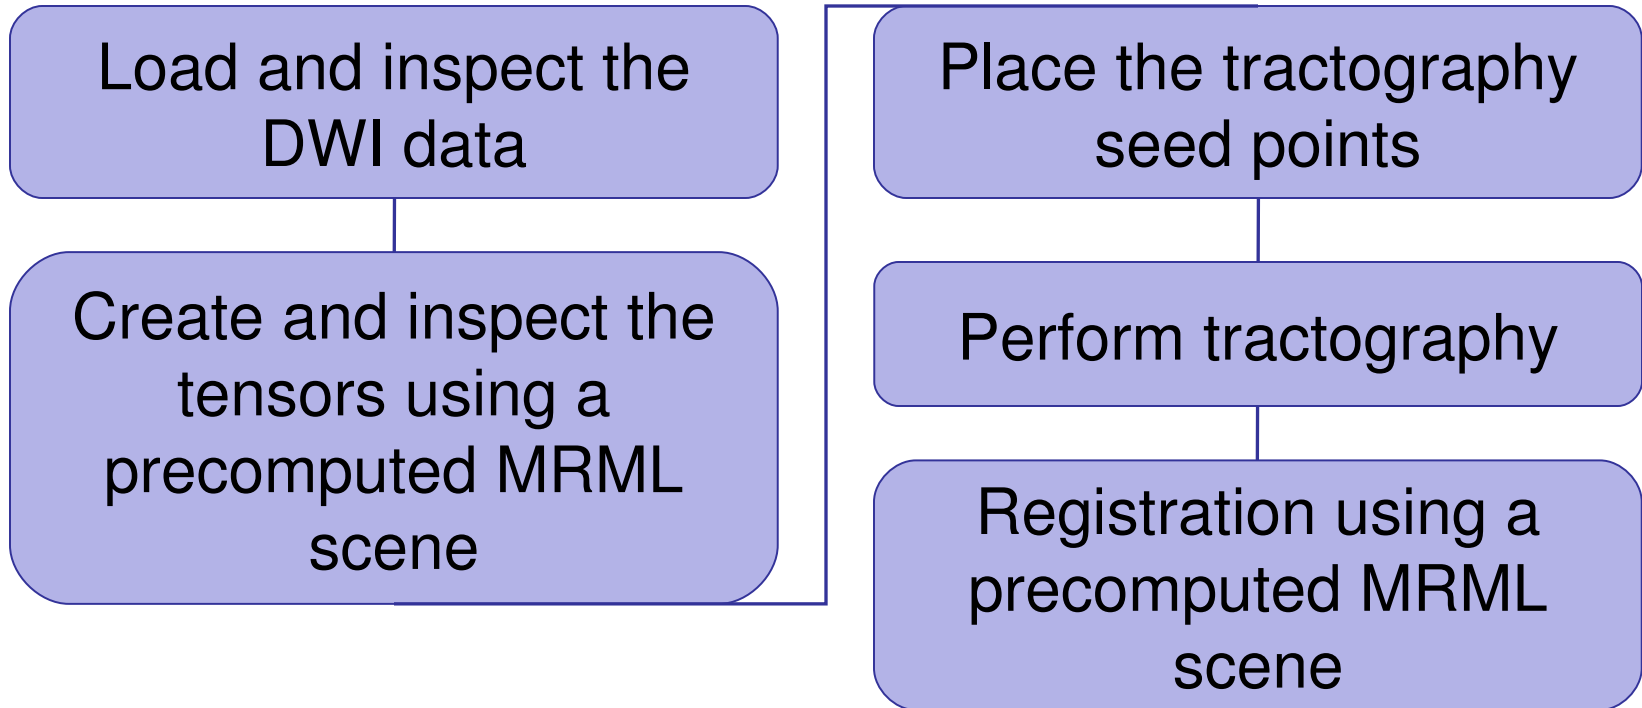 Load and inspect the
DWI data
Create and inspect the
tensors using a
precomputed MRML
scene
Place the tractography
seed points
Perform tractography
Registration using a
precomputed MRML
scene